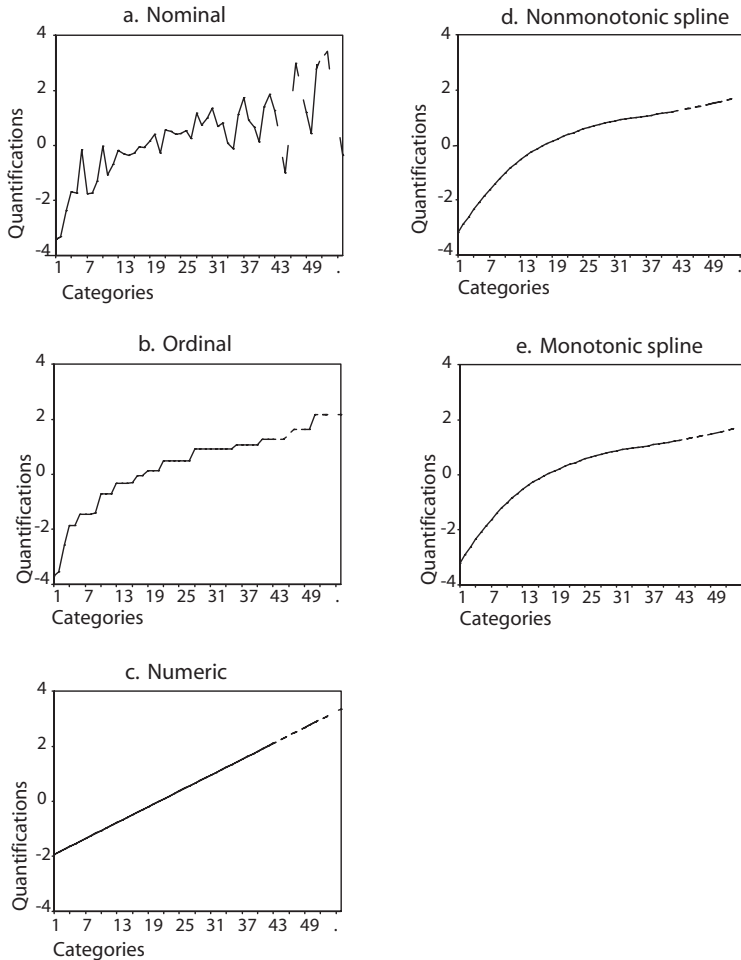 a. Nominal
4
2
0
-2
-4
Quantifications
1 7 13 19 25 31 37 43 49 .
Categories
b. Ordinal
4
2
0
-2
-4
Quantifications
1 7 13 19 25 31 37 43 49 .
Categories
c. Numeric
4
2
0
-2
-4
Quantifications
1 7 13 19 25 31 37 43 49 .
Categories
d. Nonmonotonic spline
4
2
0
-2
-4
Quantifications
1 7 13 19 25 31 37 43 49 .
Categories
e. Monotonic spline
4
2
0
-2
-4
Quantifications
1 7 13 19 25 31 37 43 49 .
Categories